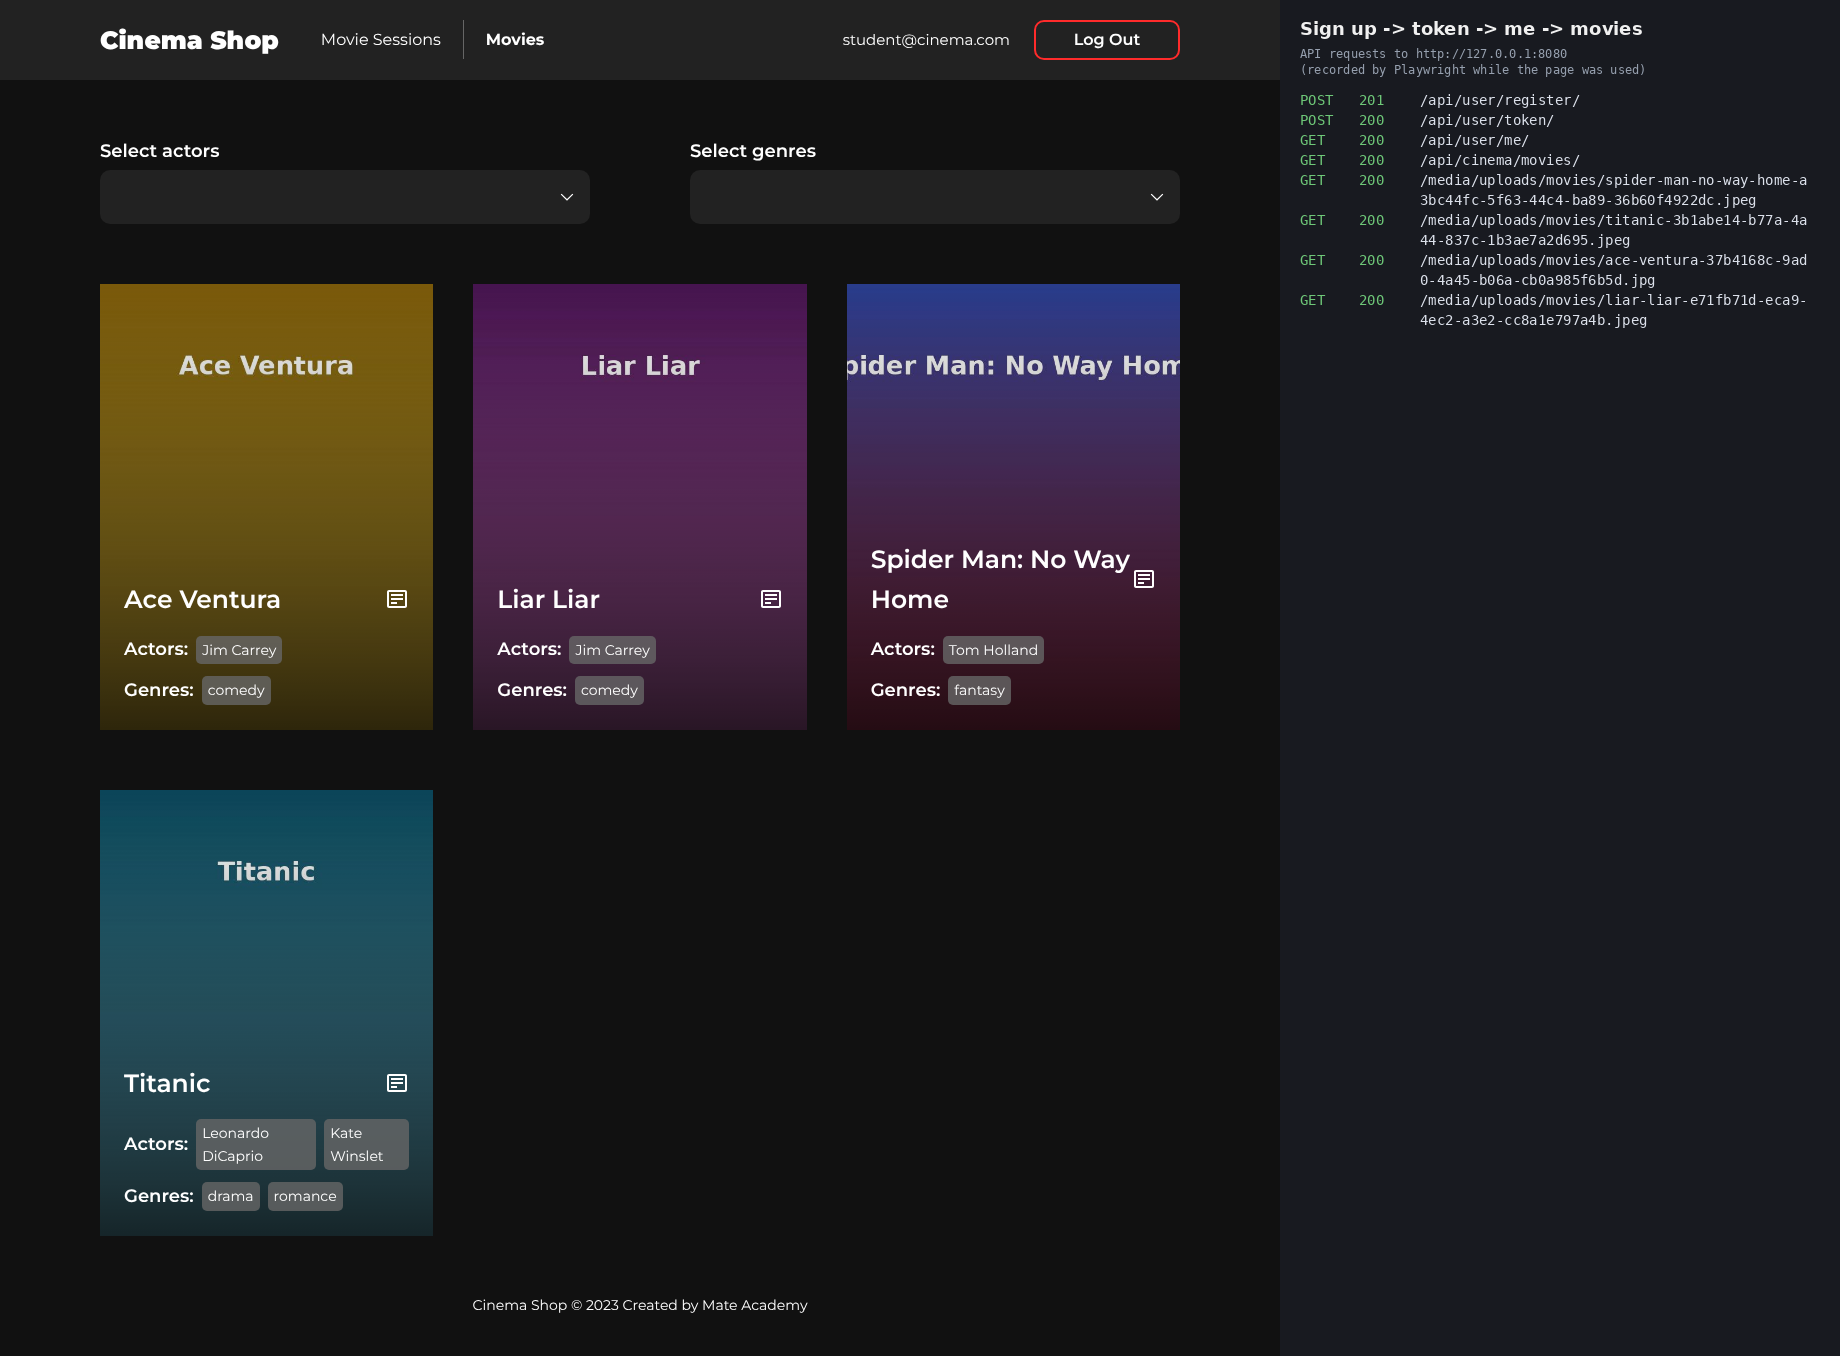 Cinema Shop
Movie Sessions
Movies
student@cinema.com
Log Out
Select actors
Select genres
Ace Ventura
Ace Ventura
Actors: Jim Carrey
Genres: comedy
Liar Liar
Liar Liar
Actors: Jim Carrey
Genres: comedy
pider Man: No Way Hom
Spider Man: No Way
Home
Actors: Tom Holland
Genres: fantasy
Titanic
Titanic
Actors: Leonardo DiCaprio Kate Winslet
Genres: drama romance
Cinema Shop © 2023 Created by Mate Academy
Sign up -> token -> me -> movies
API requests to http://127.0.0.1:8080
(recorded by Playwright while the page was used)
POST 201 /api/user/register/
POST 200 /api/user/token/
GET 200 /api/user/me/
GET 200 /api/cinema/movies/
GET 200 /media/uploads/movies/spider-man-no-way-home-a
3bc44fc-5f63-44c4-ba89-36b60f4922dc.jpeg
GET 200 /media/uploads/movies/titanic-3b1abe14-b77a-4a
44-837c-1b3ae7a2d695.jpeg
GET 200 /media/uploads/movies/ace-ventura-37b4168c-9ad
0-4a45-b06a-cb0a985f6b5d.jpg
GET 200 /media/uploads/movies/liar-liar-e71fb71d-eca9-
4ec2-a3e2-cc8a1e797a4b.jpeg